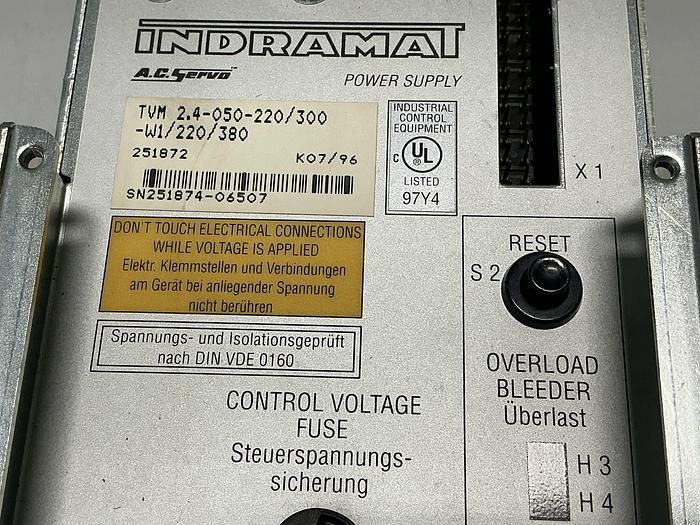 INDRAMAT
A.C. Servo™
POWER SUPPLY
TVM 2.4-050-220/300
-W1/220/380
251872 K07/96
SN251874-06507
INDUSTRIAL
CONTROL
EQUIPMENT
C UL
LISTED
97Y4
X 1
DON'T TOUCH ELECTRICAL CONNECTIONS
WHILE VOLTAGE IS APPLIED
Elektr. Klemmstellen und Verbindungen
am Gerät bei anliegender Spannung
nicht berühren
Spannungs- und Isolationsgeprüft
nach DIN VDE 0160
RESET
S 2
OVERLOAD
BLEEDER
Überlast
H 3
H 4
CONTROL VOLTAGE
FUSE
Steuerspannungs-
sicherung